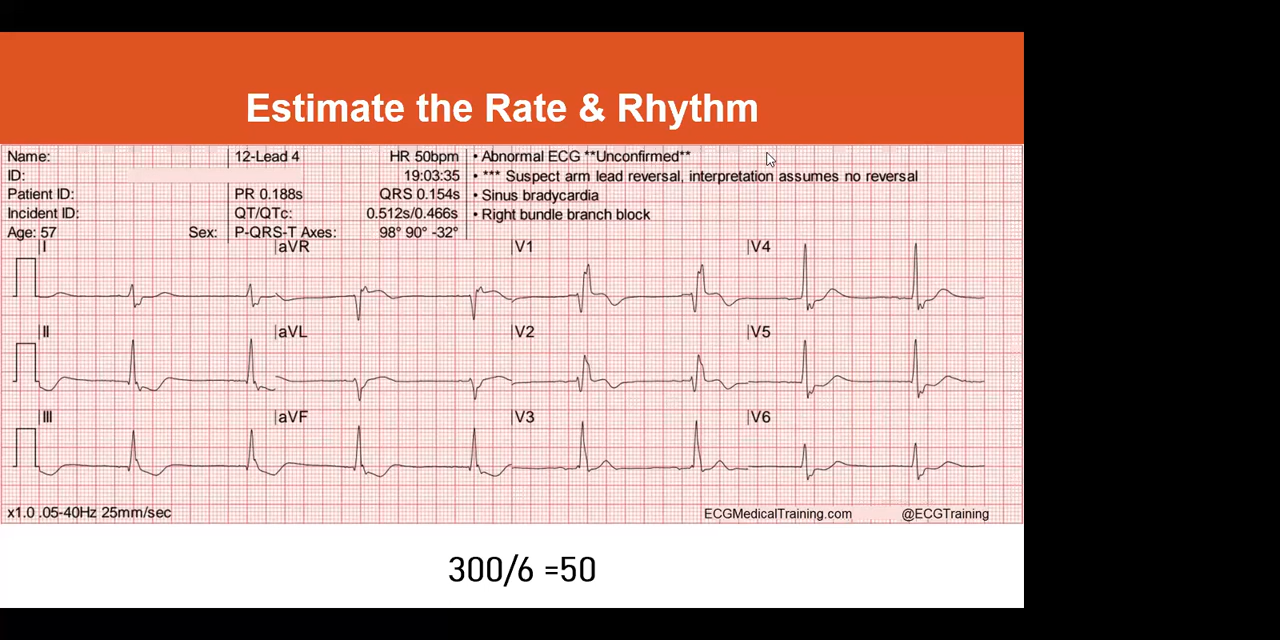 Estimate the Rate & Rhythm
Name: 12-Lead 4 HR 50bpm • Abnormal ECG **Unconfirmed**
ID: 19:03:35 • *** Suspect arm lead reversal, interpretation assumes no reversal
Patient ID: PR 0.188s QRS 0.154s • Sinus bradycardia
Incident ID: QT/QTc: 0.512s/0.466s • Right bundle branch block
Age: 57 Sex: P-QRS-T Axes: 98° 90° -32°
I aVR V1 V4
II aVL V2 V5
III aVF V3 V6
x1.0 .05-40Hz 25mm/sec ECGMedicalTraining.com @ECGTraining
300/6 =50